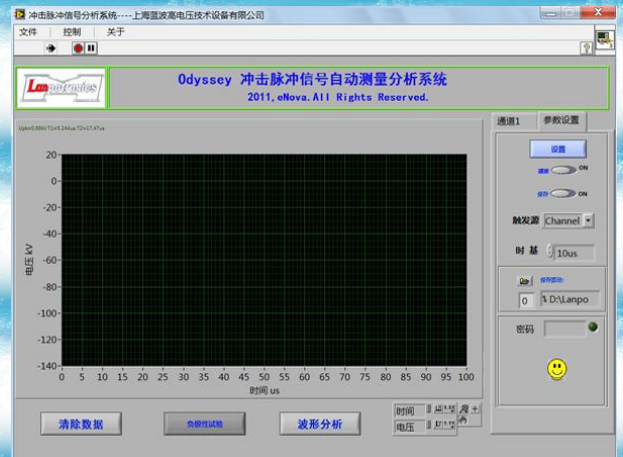 冲击脉冲信号分析系统----上海蓝波高电压技术设备有限公司
文件 控制 关于
Odyssey 冲击脉冲信号自动测量分析系统
2011,eNova.All Rights Reserved.
通道1 参数设置
设置
ON
保存 ON
触发源 Channel
时 基 10us
0 D:\Lanpo
密码
20
0
-20
-40
-60
-80
-100
-120
-140
电压 kV
0 5 10 15 20 25 30 35 40 45 50 55 60 65 70 75 80 85 90 95 100
时间 us
清除数据 负极性试验 波形分析
时间
电压